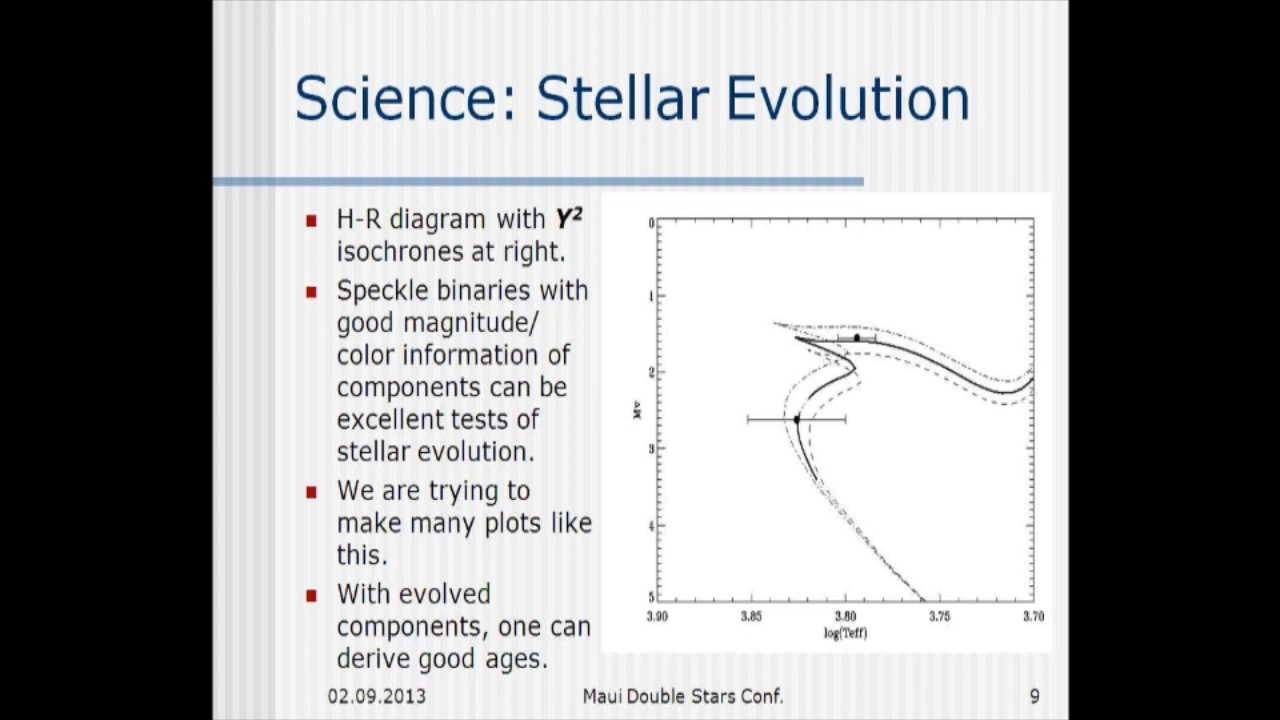 Science: Stellar Evolution
■ H-R diagram with Y²
isochrones at right.
■ Speckle binaries with
good magnitude/
color information of
components can be
excellent tests of
stellar evolution.
■ We are trying to
make many plots like
this.
■ With evolved
components, one can
derive good ages.
0
1
2
3
4
5
Mv
3.90 3.85 3.80 3.75 3.70
log(Teff)
02.09.2013 Maui Double Stars Conf. 9